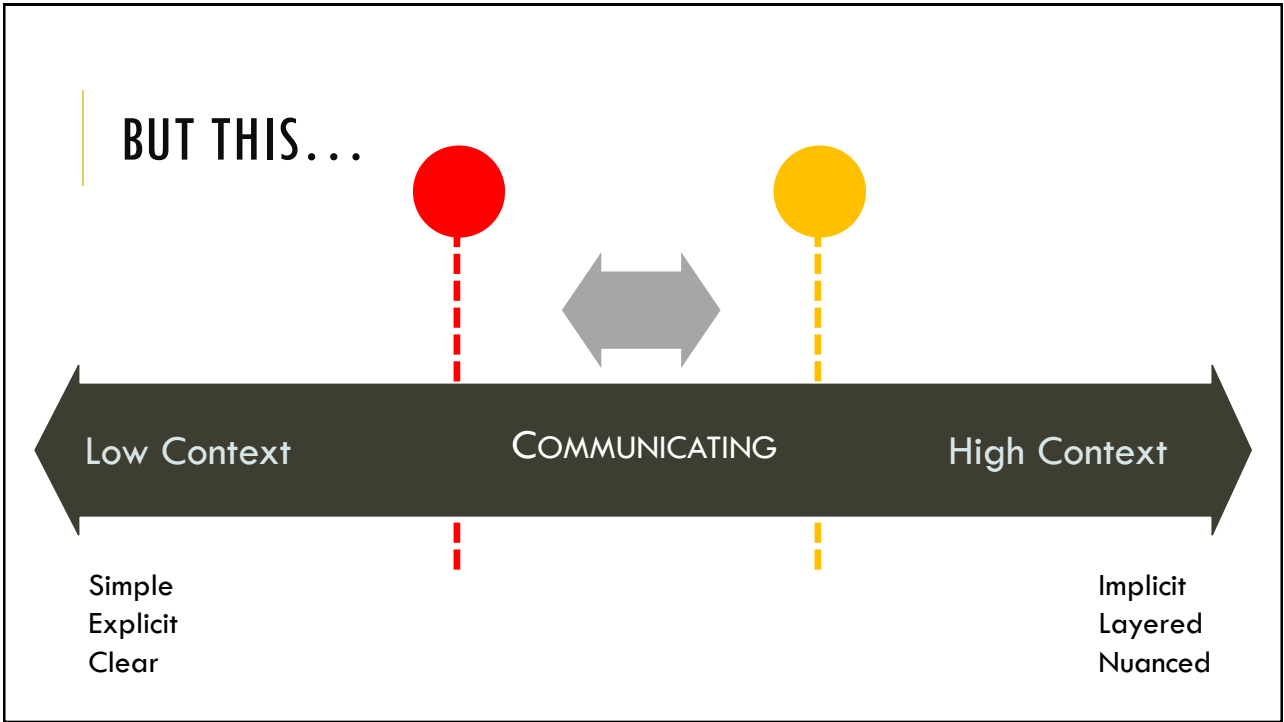 BUT THIS...
Low Context
COMMUNICATING
High Context
Simple
Explicit
Clear
Implicit
Layered
Nuanced